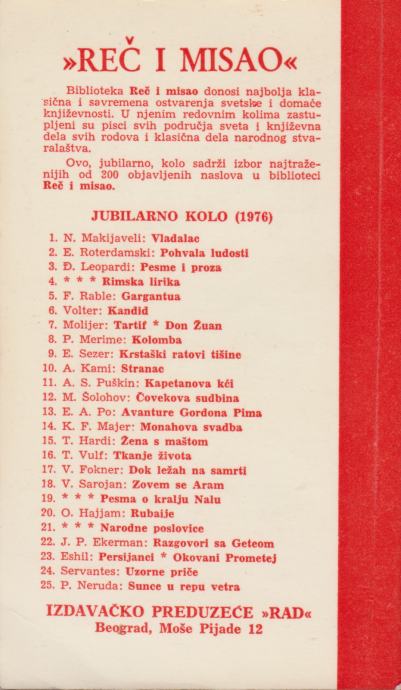 »REČ I MISAO«
Biblioteka Reč i misao donosi najbolja kla-
sična i savremena ostvarenja svetske i domaće
književnosti. U njenim redovnim kolima zastu-
pljeni su pisci svih područja sveta i književna
dela svih rodova i klasična dela narodnog stva-
ralaštva.
Ovo, jubilarno, kolo sadrži izbor najtraže-
nijih od 300 objavljenih naslova u biblioteci
Reč i misao.
JUBILARNO KOLO (1976)
1. N. Makijaveli: Vladalac
2. E. Roterdamski: Pohvala ludosti
3. Đ. Leopardi: Pesme i proza
4. * * * Rimska lirika
5. F. Rable: Gargantua
6. Volter: Kandid
7. Molijer: Tartif * Don Žuan
8. P. Merime: Kolomba
9. E. Sezer: Krstaški ratovi tišine
10. A. Kami: Stranac
11. A. S. Puškin: Kapetanova kći
12. M. Šolohov: Čovekova sudbina
13. E. A. Po: Avanture Gordona Pima
14. K. F. Majer: Monahova svadba
15. T. Hardi: Žena s maštom
16. T. Vulf: Tkanje života
17. V. Fokner: Dok ležah na samrti
18. V. Sarojan: Zovem se Aram
19. * * * Pesma o kralju Nalu
20. O. Hajjam: Rubaije
21. * * * Narodne poslovice
22. J. P. Ekerman: Razgovori sa Geteom
23. Eshil: Persijanci * Okovani Prometej
24. Servantes: Uzorne priče
25. P. Neruda: Sunce u repu vetra
IZDAVAČKO PREDUZEĆE »RAD«
Beograd, Moše Pijade 12